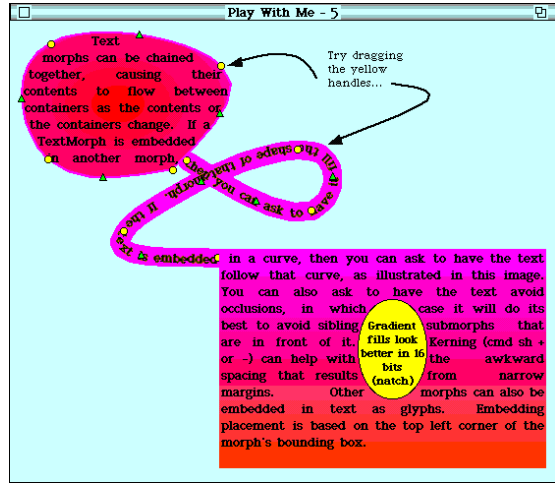 Play With Me - 5
Text
morphs can be chained
together, causing their
contents to flow between
containers as the contents or
the containers change. If a
TextMorph is embedded
in another morph,
then you can ask to have it fill the shape of that morph. If the text is embedded
in a curve, then you can ask to have the text
follow that curve, as illustrated in this image.
You can also ask to have the text avoid
occlusions, in which case it will do its
best to avoid sibling submorphs that
are in front of it. Kerning (cmd sh +
or -) can help with the awkward
spacing that results from narrow
margins. Other morphs can also be
embedded in text as glyphs. Embedding
placement is based on the top left corner of the
morph's bounding box.
Gradient
fills look
better in 16
bits
(natch)
Try dragging
the yellow
handles...